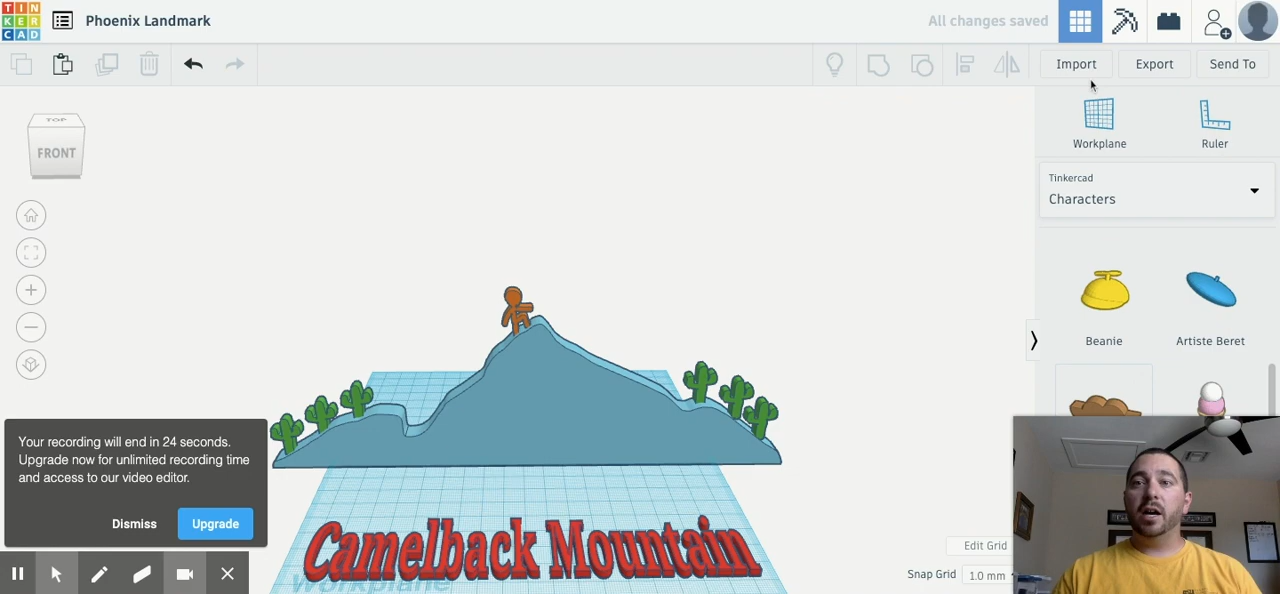 TIN
KER
CAD
Phoenix Landmark
All changes saved
Import
Export
Send To
TOP
FRONT
Workplane
Ruler
Tinkercad
Characters
Beanie
Artiste Beret
Your recording will end in 24 seconds.
Upgrade now for unlimited recording time
and access to our video editor.
Dismiss
Upgrade
Camelback Mountain
Workplane
Edit Grid
Snap Grid
1.0 mm